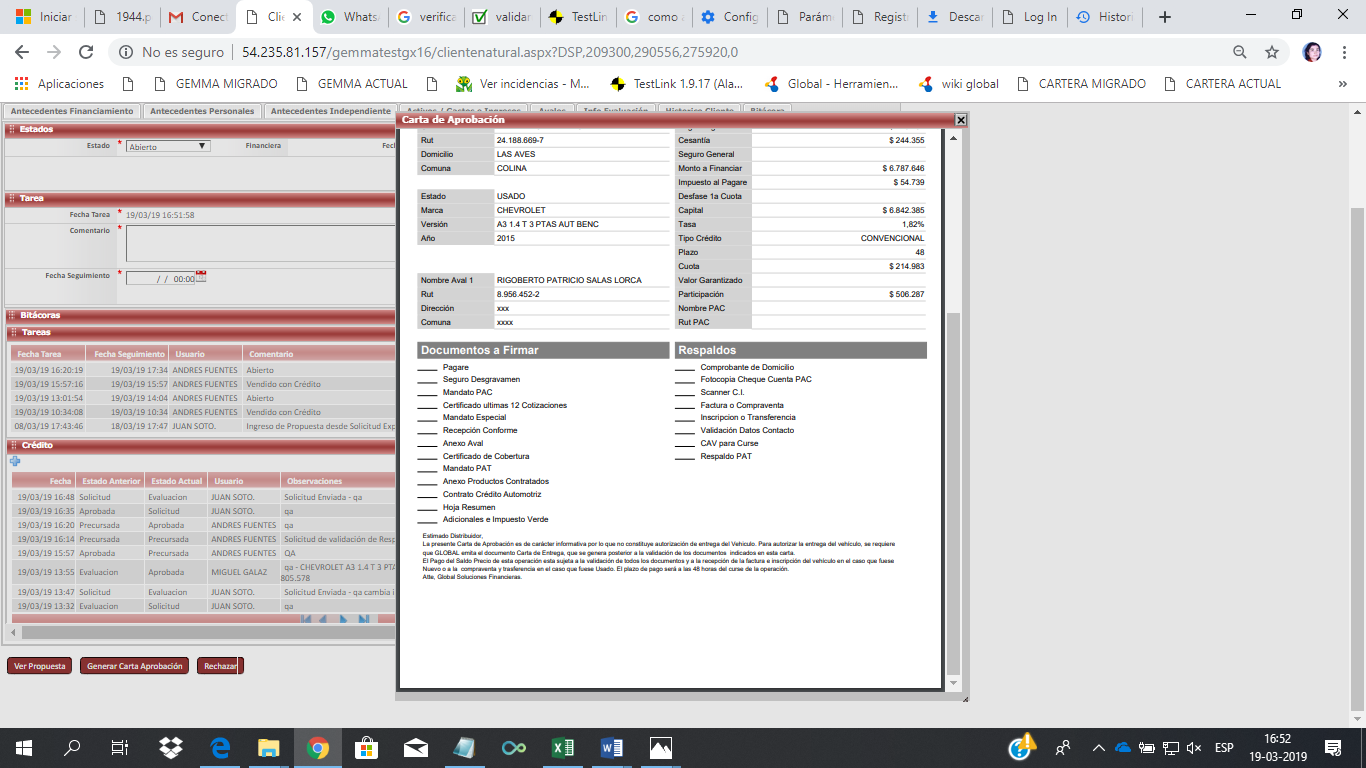 Iniciar
1944.p
Conect
Clie
WhatsA
verifica
validar
TestLin
como a
Config
Parám
Regist
Descar
Log In
Histori
No es seguro
54.235.81.157/gemmatestgx16/clientenatural.aspx?DSP,209300,290556,275920,0
Aplicaciones
GEMMA MIGRADO
GEMMA ACTUAL
Ver incidencias - M...
TestLink 1.9.17 (Ala...
Global - Herramien...
wiki global
CARTERA MIGRADO
CARTERA ACTUAL
»
Antecedentes Financiamiento
Antecedentes Personales
Antecedentes Independiente
Activos / Gastos e Ingresos
Avales
Info Evaluación
Historico Cliente
Bitácora
Estados
Estado * Abierto
Financiera
Fec
Tarea
Fecha Tarea * 19/03/19 16:51:58
Comentario *
Fecha Seguimiento * / / 00:00
Bitácoras
Tareas
Fecha Tarea Fecha Seguimiento Usuario Comentario
19/03/19 16:20:19 19/03/19 17:34 ANDRES FUENTES Abierto
19/03/19 15:57:16 19/03/19 15:57 ANDRES FUENTES Vendido con Crédito
19/03/19 13:01:54 19/03/19 14:04 ANDRES FUENTES Abierto
19/03/19 10:34:08 19/03/19 10:34 ANDRES FUENTES Vendido con Crédito
08/03/19 17:43:46 18/03/19 17:47 JUAN SOTO. Ingreso de Propuesta desde Solicitud Exp
Crédito
Fecha Estado Anterior Estado Actual Usuario Observaciones
19/03/19 16:48 Solicitud Evaluacion JUAN SOTO. Solicitud Enviada - qa
19/03/19 16:35 Aprobada Solicitud JUAN SOTO. qa
19/03/19 16:20 Precursada Aprobada ANDRES FUENTES qa
19/03/19 16:14 Precursada Precursada ANDRES FUENTES Solicitud de validación de Resp
19/03/19 15:57 Aprobada Precursada ANDRES FUENTES QA
19/03/19 13:55 Evaluacion Aprobada MIGUEL GALAZ qa - CHEVROLET A3 1.4 T 3 PTA
805.578
19/03/19 13:47 Solicitud Evaluacion JUAN SOTO. Solicitud Enviada - qa cambia i
19/03/19 13:32 Evaluacion Solicitud JUAN SOTO. qa
Ver Propuesta
Generar Carta Aprobación
Rechazar
Carta de Aprobación
Rut 24.188.669-7
Domicilio LAS AVES
Comuna COLINA
Estado USADO
Marca CHEVROLET
Versión A3 1.4 T 3 PTAS AUT BENC
Año 2015
Nombre Aval 1 RIGOBERTO PATRICIO SALAS LORCA
Rut 8.956.452-2
Dirección xxx
Comuna xxxx
Cesantía $ 244.355
Seguro General
Monto a Financiar $ 6.787.646
Impuesto al Pagare $ 54.739
Desfase 1a Cuota
Capital $ 6.842.385
Tasa 1,82%
Tipo Crédito CONVENCIONAL
Plazo 48
Cuota $ 214.983
Valor Garantizado
Participación $ 506.287
Nombre PAC
Rut PAC
Documentos a Firmar
Pagare
Seguro Desgravamen
Mandato PAC
Certificado ultimas 12 Cotizaciones
Mandato Especial
Recepción Conforme
Anexo Aval
Certificado de Cobertura
Mandato PAT
Anexo Productos Contratados
Contrato Crédito Automotriz
Hoja Resumen
Adicionales e Impuesto Verde
Respaldos
Comprobante de Domicilio
Fotocopia Cheque Cuenta PAC
Scanner C.I.
Factura o Compraventa
Inscripcion o Transferencia
Validación Datos Contacto
CAV para Curse
Respaldo PAT
Estimado Distribuidor,
La presente Carta de Aprobación es de carácter informativa por lo que no constituye autorización de entrega del Vehículo. Para autorizar la entrega del vehículo, se requiere
que GLOBAL emita el documento Carta de Entrega, que se genera posterior a la validación de los documentos indicados en esta carta.
El Pago del Saldo Precio de esta operación esta sujeta a la validación de todos los documentos y a la recepción de la factura e inscripción del vehículo en el caso que fuese
Nuevo o a la compraventa y trasferencia en el caso que fuese Usado. El plazo de pago será a las 48 horas del curse de la operación.
Atte, Global Soluciones Financieras.
ESP
16:52
19-03-2019